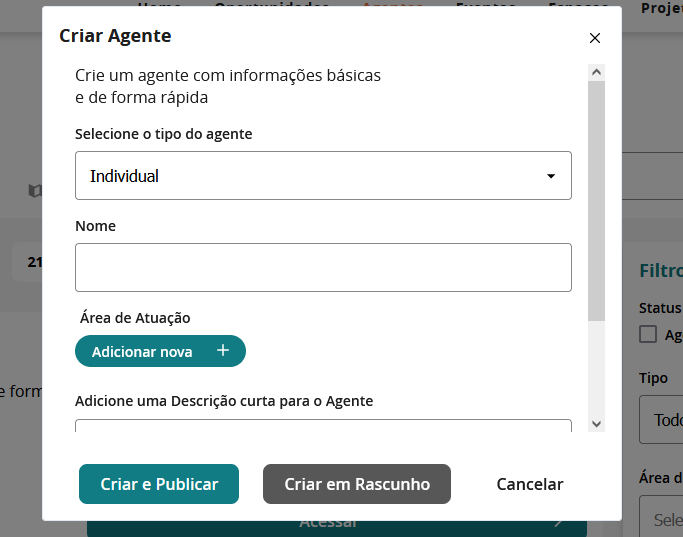 Home Oportunidades Agentes Eventos Espaços Proje
Criar Agente
Crie um agente com informações básicas
e de forma rápida
Selecione o tipo do agente
Individual
Nome
Área de Atuação
Adicionar nova +
Adicione uma Descrição curta para o Agente
Criar e Publicar
Criar em Rascunho
Cancelar
21
e form
Acessar
Filtro
Status
Ag
Tipo
Todo
Área d
Sele